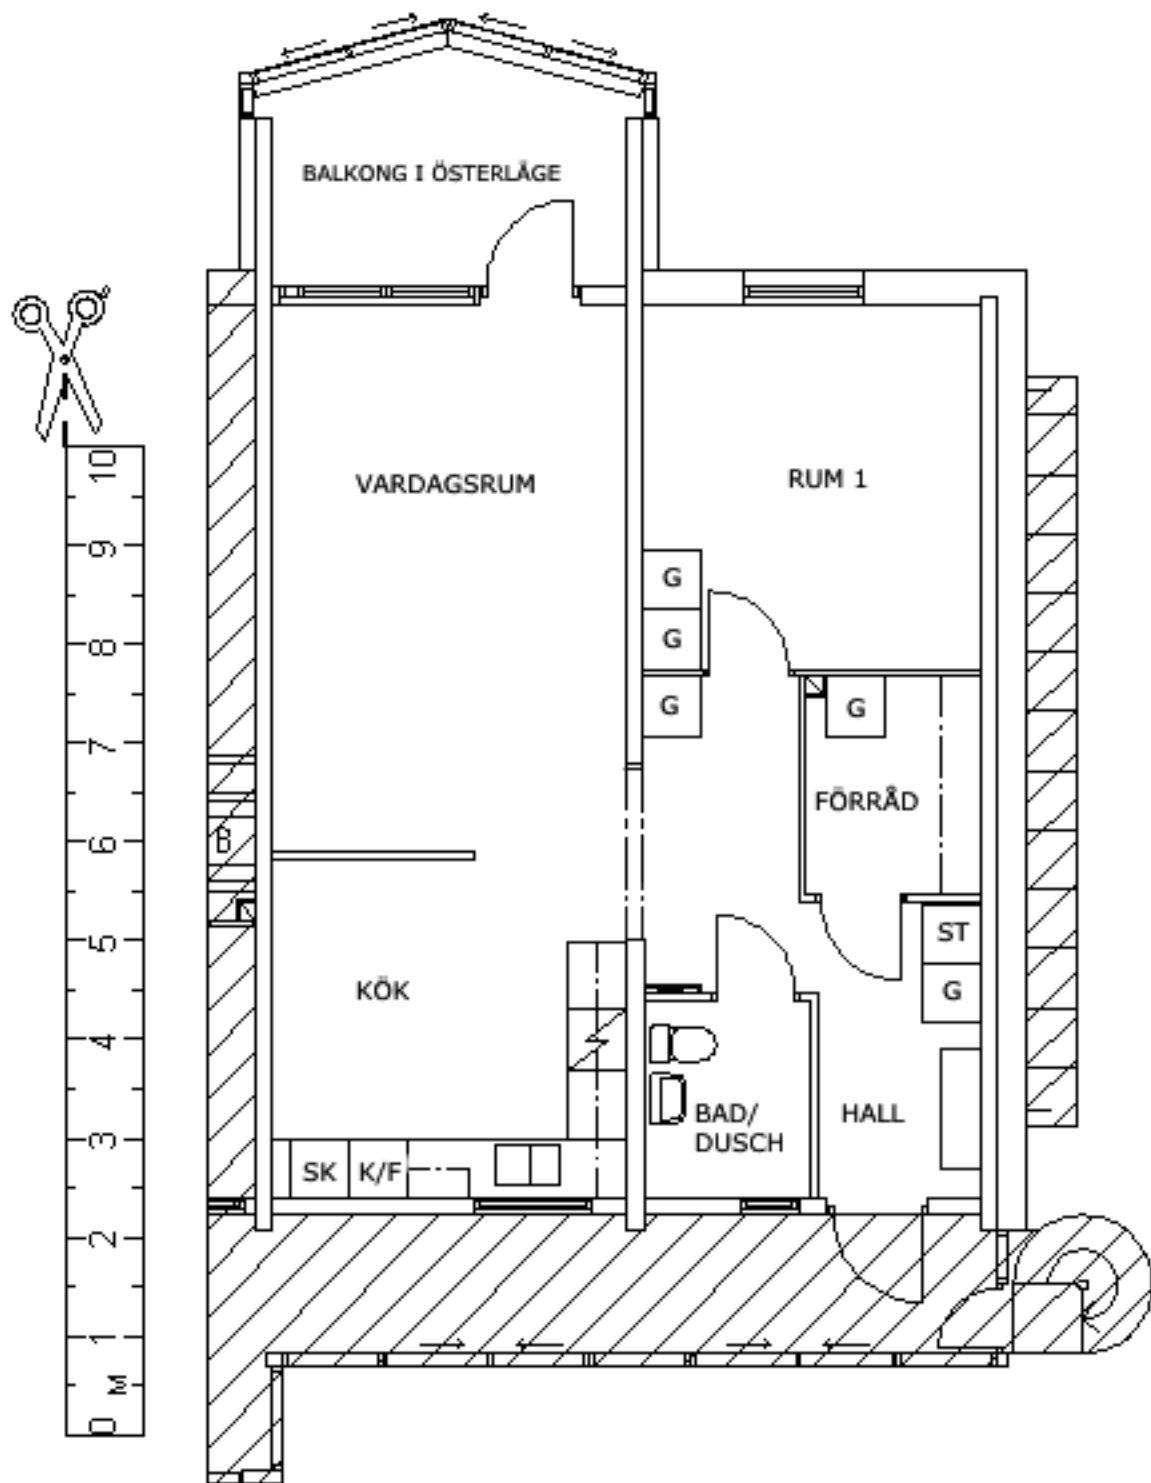 BALKONG I ÖSTERLÄGE
VARDAGSRUM
RUM 1
G
G
G
G
FÖRRÅD
B
KÖK
ST
G
BAD/
DUSCH
HALL
SK
K/F
10
9
8
7
6
5
4
3
2
1
M
0